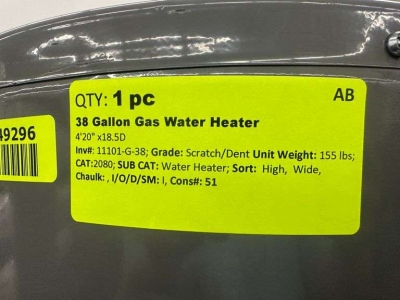 QTY: 1 pc
AB
38 Gallon Gas Water Heater
4'20" x18.5D
Inv#: 11101-G-38; Grade: Scratch/Dent Unit Weight: 155 lbs;
CAT:2080; SUB CAT: Water Heater; Sort: High, Wide,
Chaulk: , I/O/D/SM: I, Cons#: 51
49296